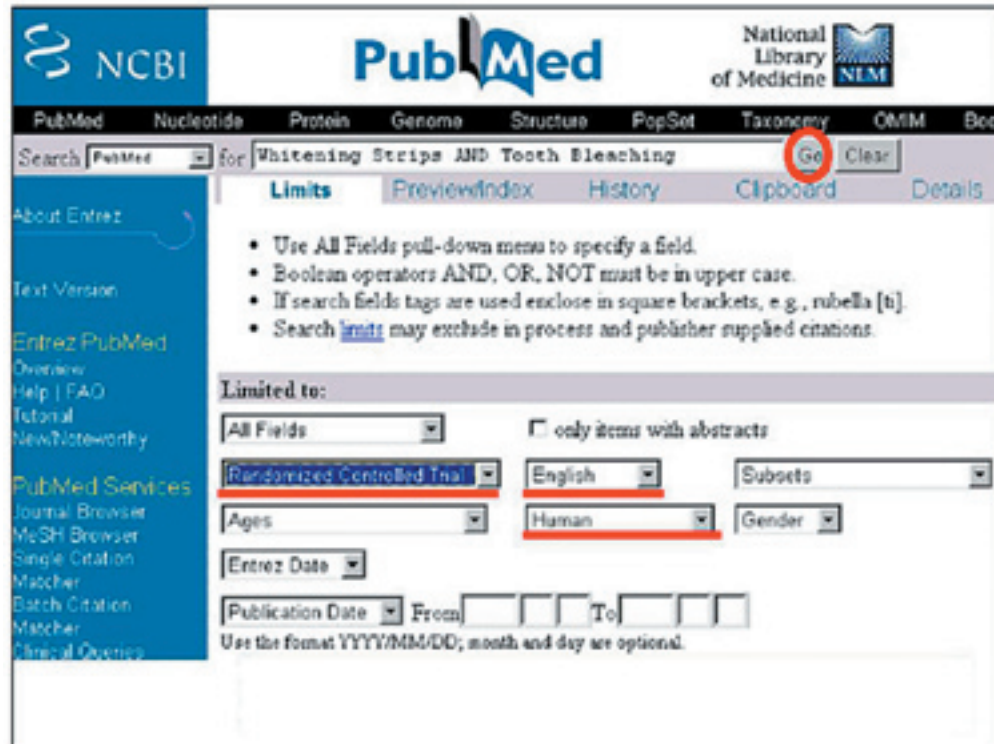 NCBI
PubMed
National
Library
of Medicine NLM
PubMed Nucleotide Protein Genome Structure PopSet Taxonomy OMIM Boo
Search PubMed for Whitening Strips AND Tooth Bleaching Go Clear
Limits Preview/Index History Clipboard Details
About Entrez
Text Version
Entrez PubMed
Overview
Help | FAQ
Tutorial
New/Noteworthy
PubMed Services
Journal Browser
MeSH Browser
Single Citation
Matcher
Batch Citation
Matcher
Clinical Queries
• Use All Fields pull-down menu to specify a field.
• Boolean operators AND, OR, NOT must be in upper case.
• If search fields tags are used enclose in square brackets, e.g., rubella [ti].
• Search limits may exclude in process and publisher supplied citations.
Limited to:
All Fields only items with abstracts
Randomized Controlled Trial English Subsets
Ages Human Gender
Entrez Date
Publication Date From To
Use the format YYYY/MM/DD; month and day are optional.